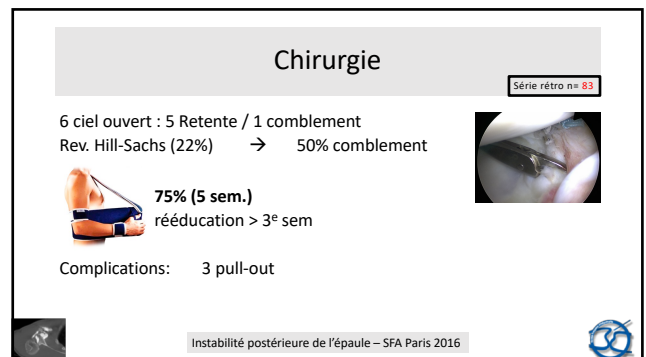 Chirurgie
Série rétro n= 83
6 ciel ouvert : 5 Retente / 1 comblement
Rev. Hill-Sachs (22%) → 50% comblement
75% (5 sem.)
rééducation > 3e sem
Complications: 3 pull-out
Instabilité postérieure de l'épaule – SFA Paris 2016